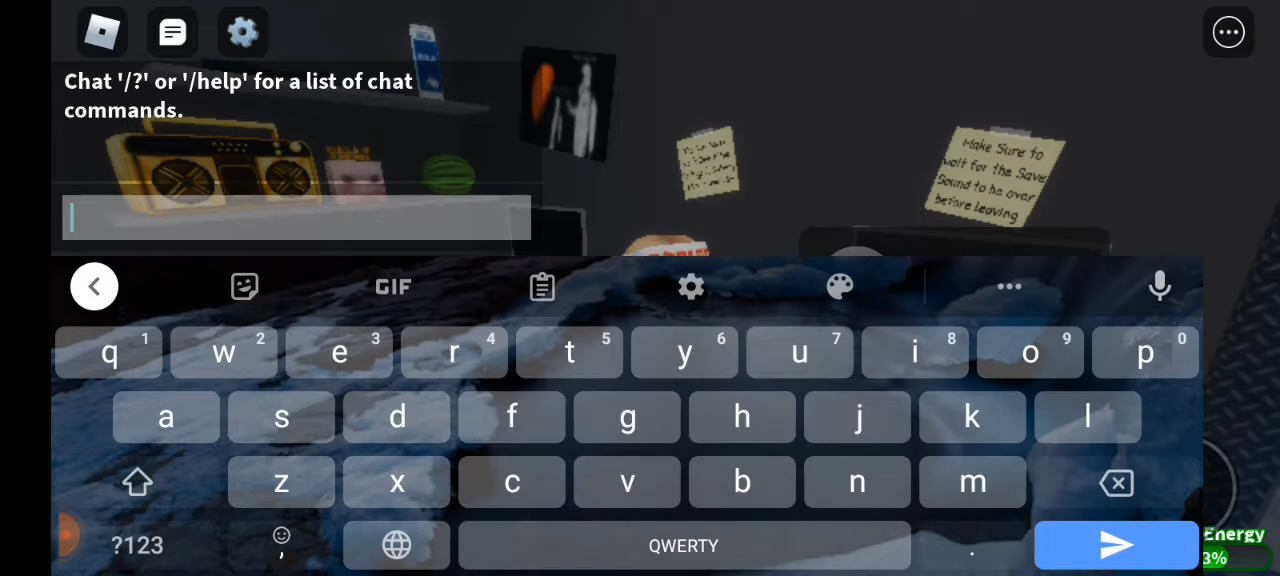 Chat '/?' or '/help' for a list of chat
commands.
Make Sure to
wait for the Save
Sound to be over
before leaving
GIF
q 1 w 2 e 3 r 4 t 5 y 6 u 7 i 8 o 9 p 0
a s d f g h j k l
z x c v b n m
?123 , QWERTY .
Energy
3%